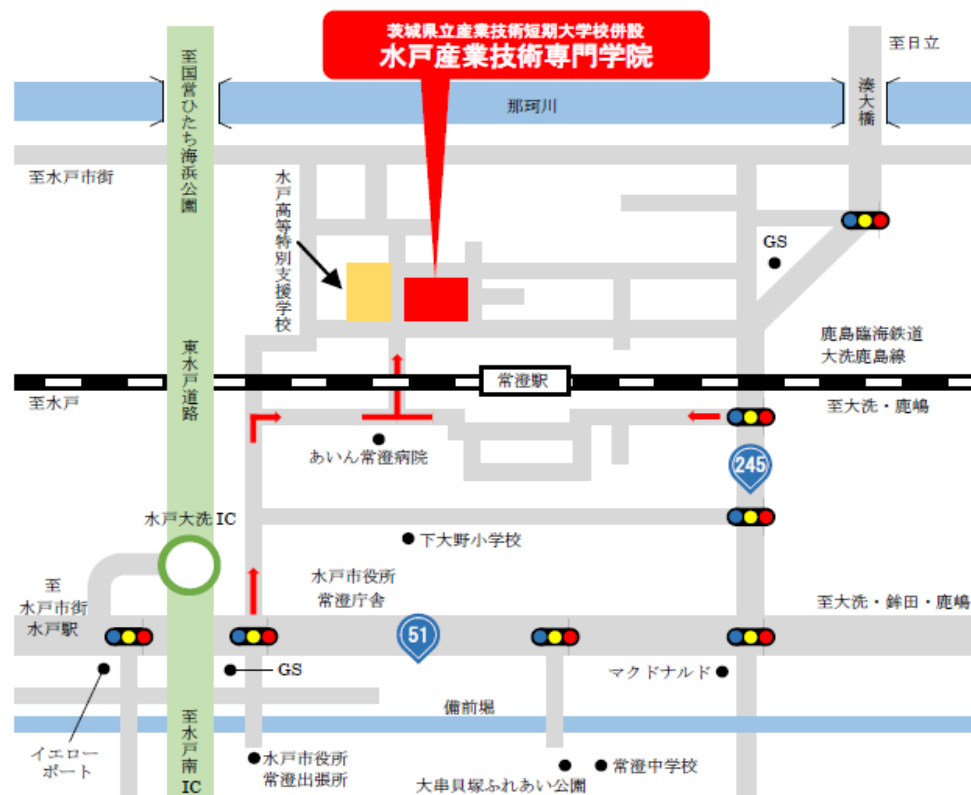 茨城県立産業技術短期大学校併設
水戸産業技術専門学院
至日立
至国営ひたち海浜公園
那珂川
湊大橋
至水戸市街
水戸高等特別支援学校
GS
鹿島臨海鉄道
大洗鹿島線
東水戸道路
常澄駅
至水戸
至大洗・鹿嶋
あいん常澄病院
245
水戸大洗IC
下大野小学校
水戸市役所
常澄庁舎
至
水戸市街
水戸駅
至大洗・鉾田・鹿嶋
51
GS
マクドナルド
備前堀
至水戸南IC
イエロー
ポート
水戸市役所
常澄出張所
常澄中学校
大串貝塚ふれあい公園